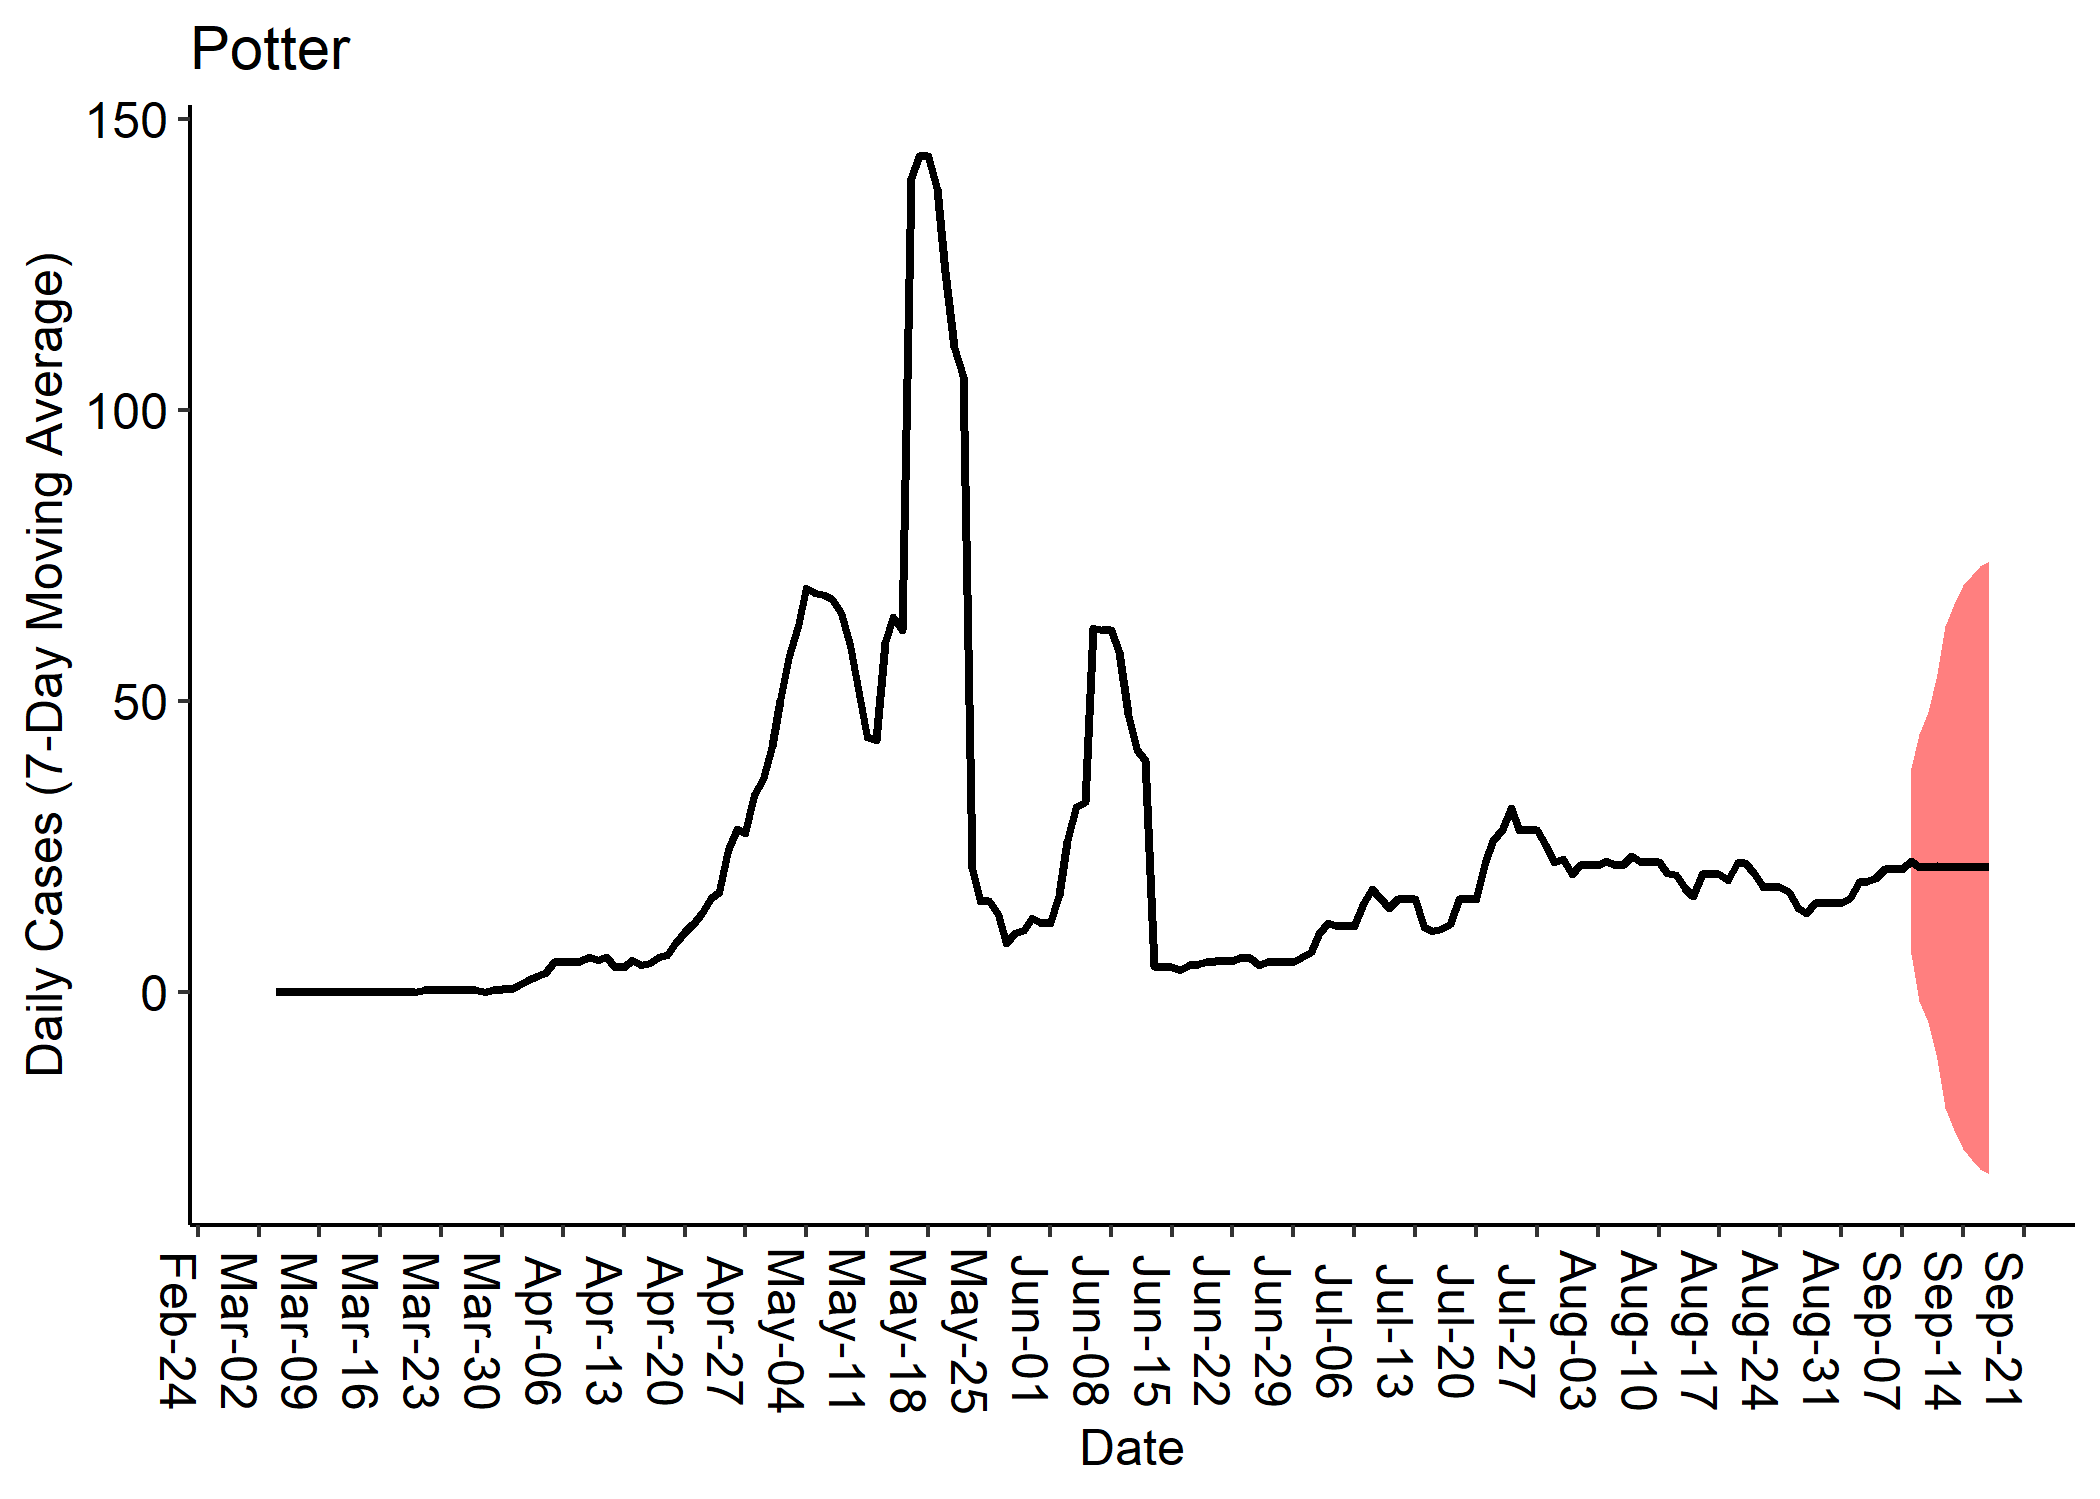 Potter
Daily Cases (7-Day Moving Average)
150
100
50
0
Feb-24
Mar-02
Mar-09
Mar-16
Mar-23
Mar-30
Apr-06
Apr-13
Apr-20
Apr-27
May-04
May-11
May-18
May-25
Jun-01
Jun-08
Jun-15
Jun-22
Jun-29
Jul-06
Jul-13
Jul-20
Jul-27
Aug-03
Aug-10
Aug-17
Aug-24
Aug-31
Sep-07
Sep-14
Sep-21
Date